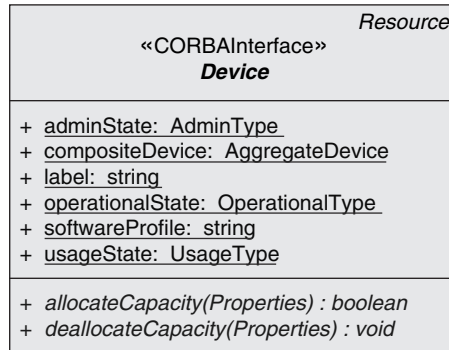 Resource
«CORBAInterface»
Device
+ adminState: AdminType
+ compositeDevice: AggregateDevice
+ label: string
+ operationalState: OperationalType
+ softwareProfile: string
+ usageState: UsageType
+ allocateCapacity(Properties) : boolean
+ deallocateCapacity(Properties) : void